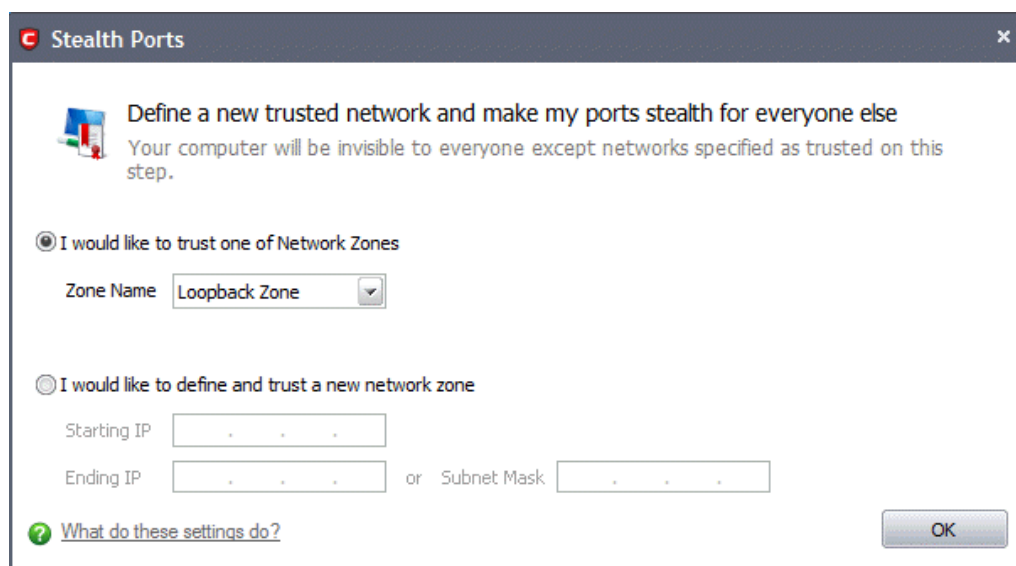 Stealth Ports
Define a new trusted network and make my ports stealth for everyone else
Your computer will be invisible to everyone except networks specified as trusted on this
step.
I would like to trust one of Network Zones
Zone Name Loopback Zone
I would like to define and trust a new network zone
Starting IP . . .
Ending IP . . . or Subnet Mask . . .
? What do these settings do? OK